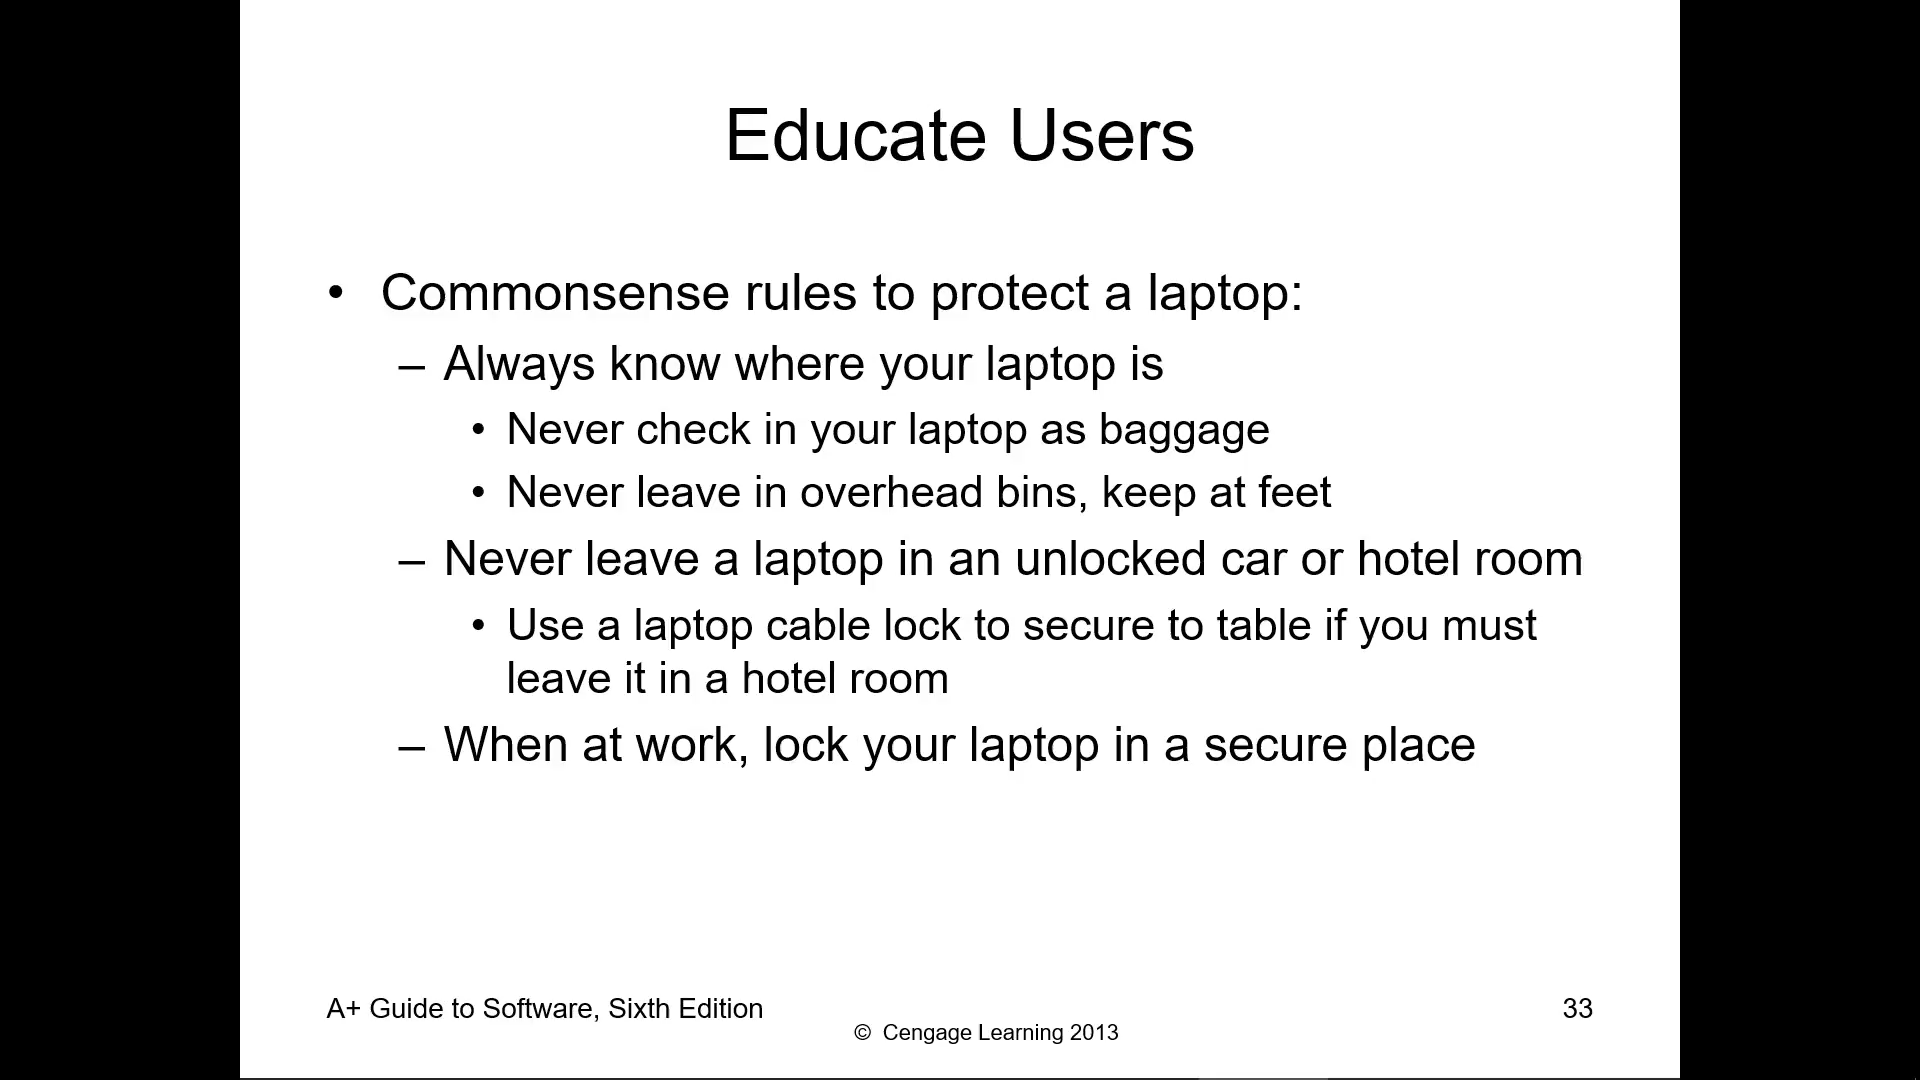 Educate Users
• Commonsense rules to protect a laptop:
– Always know where your laptop is
• Never check in your laptop as baggage
• Never leave in overhead bins, keep at feet
– Never leave a laptop in an unlocked car or hotel room
• Use a laptop cable lock to secure to table if you must
leave it in a hotel room
– When at work, lock your laptop in a secure place
A+ Guide to Software, Sixth Edition
33
© Cengage Learning 2013